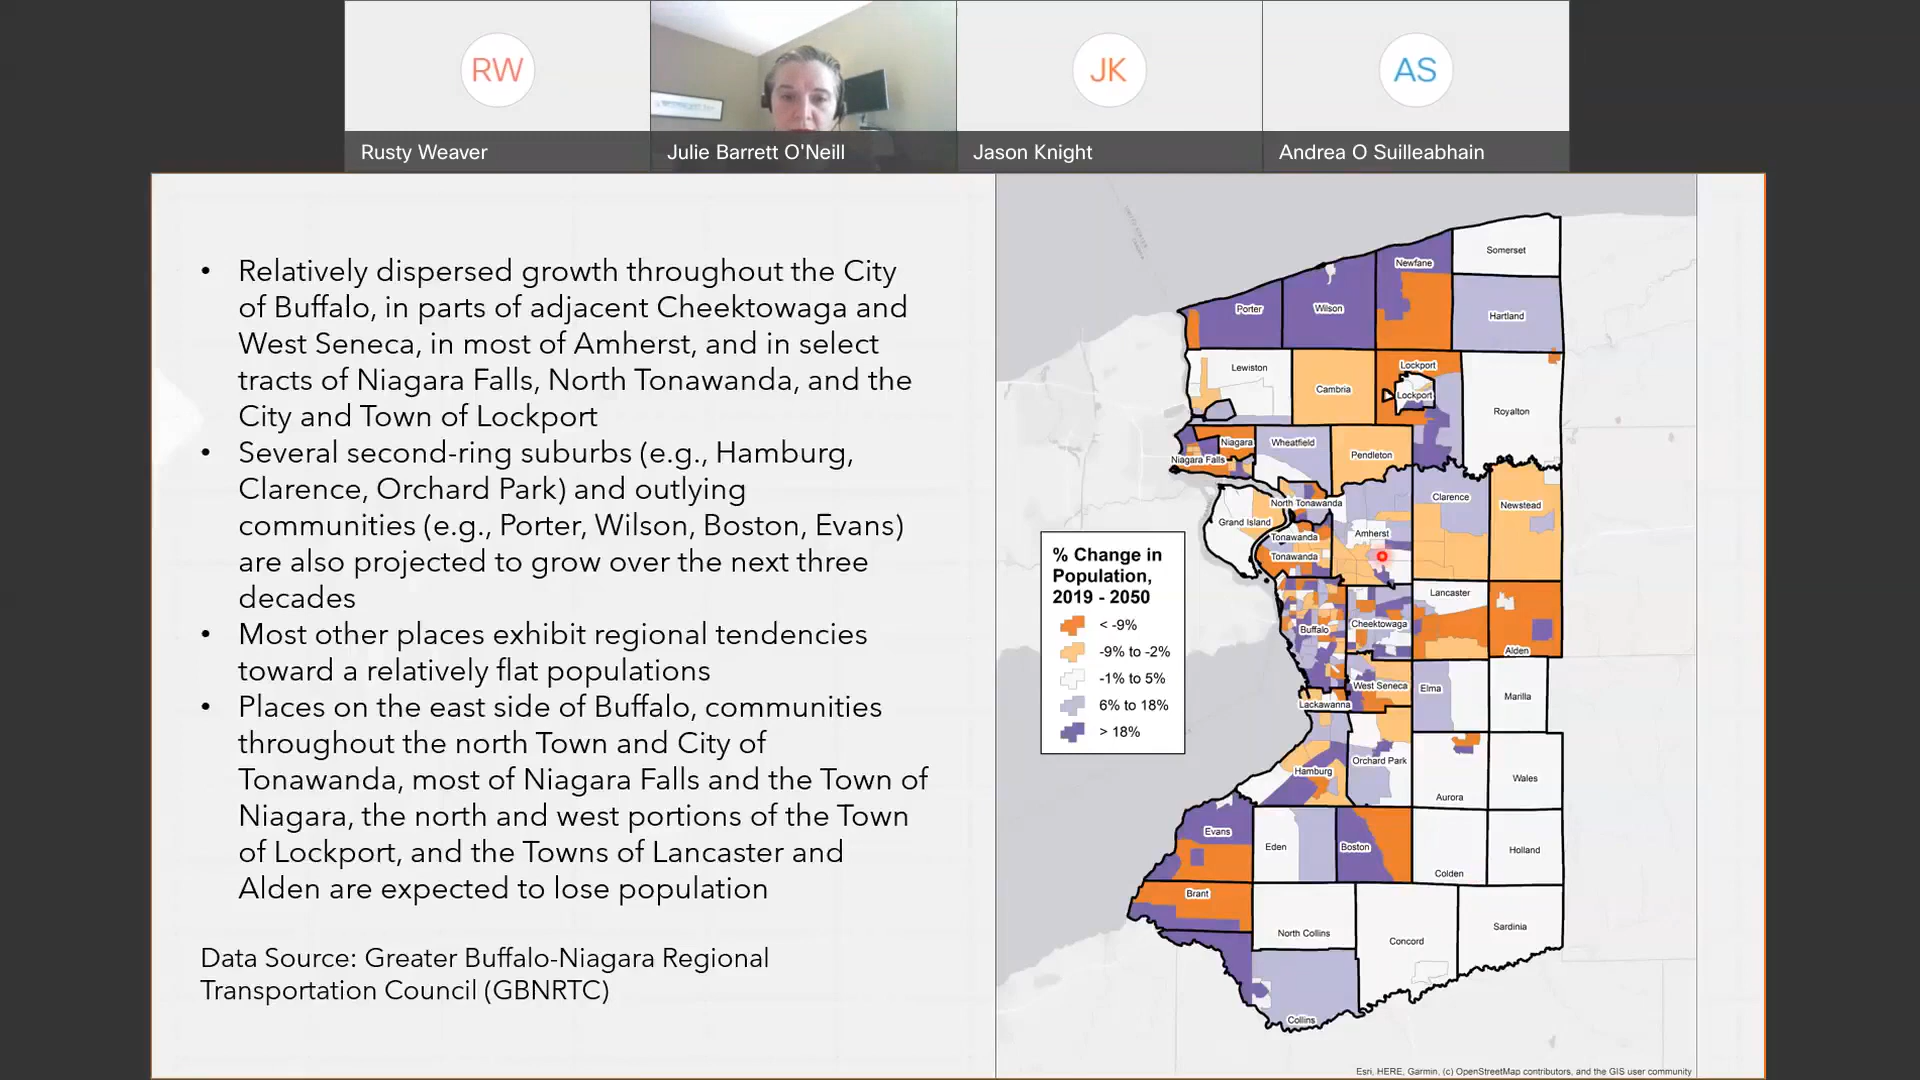 RW
JK
AS
Rusty Weaver
Julie Barrett O'Neill
Jason Knight
Andrea O Suilleabhain
• Relatively dispersed growth throughout the City
of Buffalo, in parts of adjacent Cheektowaga and
West Seneca, in most of Amherst, and in select
tracts of Niagara Falls, North Tonawanda, and the
City and Town of Lockport
• Several second-ring suburbs (e.g., Hamburg,
Clarence, Orchard Park) and outlying
communities (e.g., Porter, Wilson, Boston, Evans)
are also projected to grow over the next three
decades
• Most other places exhibit regional tendencies
toward a relatively flat populations
• Places on the east side of Buffalo, communities
throughout the north Town and City of
Tonawanda, most of Niagara Falls and the Town of
Niagara, the north and west portions of the Town
of Lockport, and the Towns of Lancaster and
Alden are expected to lose population
Data Source: Greater Buffalo-Niagara Regional
Transportation Council (GBNRTC)
Somerset
Newfane
Porter
Wilson
Hartland
Lewiston
Lockport
Cambria
Lockport
Royalton
Niagara
Wheatfield
Pendleton
Niagara Falls
Clarence
North Tonawanda
Newstead
Grand Island
Amherst
Tonawanda
Tonawanda
% Change in
Population,
2019 - 2050
< -9%
-9% to -2%
-1% to 5%
6% to 18%
> 18%
Lancaster
Cheektowaga
Buffalo
Alden
West Seneca
Elma
Marilla
Lackawanna
Orchard Park
Hamburg
Wales
Aurora
Evans
Eden
Boston
Holland
Colden
Brant
North Collins
Concord
Sardinia
Collins
Esri, HERE, Garmin, (c) OpenStreetMap contributors, and the GIS user community